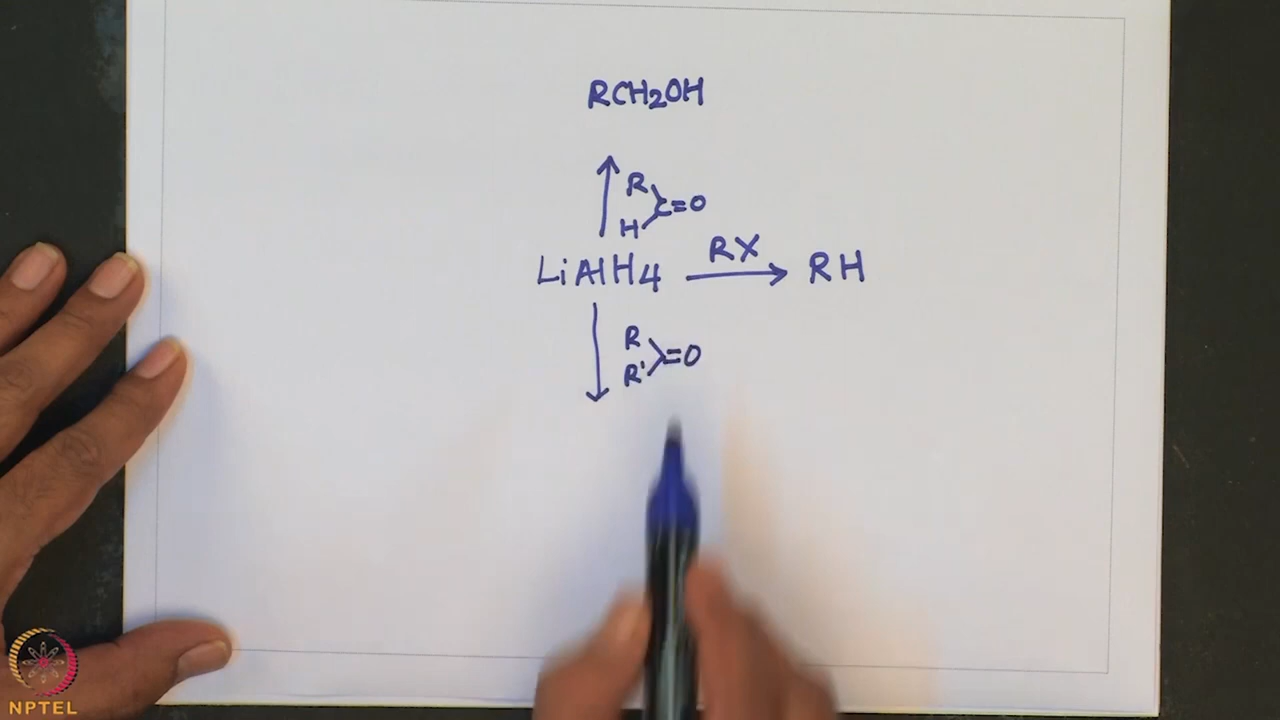 RCH2OH
R
C=O
H
LiAlH4 RX RH
R
=O
R'
NPTEL